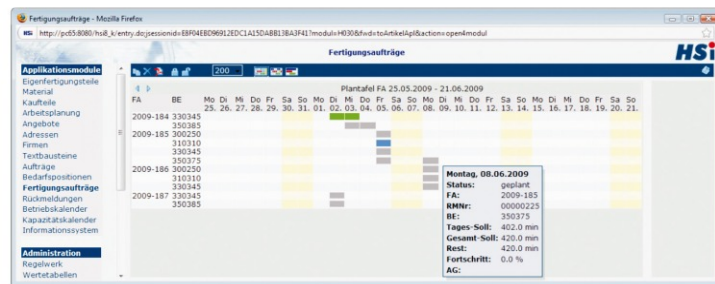 Fertigungsaufträge - Mozilla Firefox
HSi http://pc65:8080/hsi8_k/entry.do;jsessionid=E8F04EBD96912EDC1A15DABB13BA3F41?modul=H030&fwd=toArtikelApl&action=open4modul
Fertigungsaufträge
HSi
Applikationsmodule
200
Eigenfertigungsteile
Material
Kaufteile
Arbeitsplanung
Angebote
Adressen
Firmen
Textbausteine
Aufträge
Bedarfspositionen
Fertigungsaufträge
Rückmeldungen
Betriebskalender
Kapazitätskalender
Informationssystem
Administration
Regelwerk
Wertetabellen
Plantafel FA 25.05.2009 - 21.06.2009
FA BE Mo Di Mi Do Fr Sa So Mo Di Mi Do Fr Sa So Mo Di Mi Do Fr Sa So Mo Di Mi Do Fr Sa So
25. 26. 27. 28. 29. 30. 31. 01. 02. 03. 04. 05. 06. 07. 08. 09. 10. 11. 12. 13. 14. 15. 16. 17. 18. 19. 20. 21.
2009-184 330345
350385
2009-185 300250
310310
330345
350375
2009-186 300250
310310
330345
2009-187 330345
350385
Montag, 08.06.2009
Status: geplant
FA: 2009-185
RMNr: 00000225
BE: 350375
Tages-Soll: 402.0 min
Gesamt-Soll: 420.0 min
Rest: 420.0 min
Fortschritt: 0.0 %
AG: